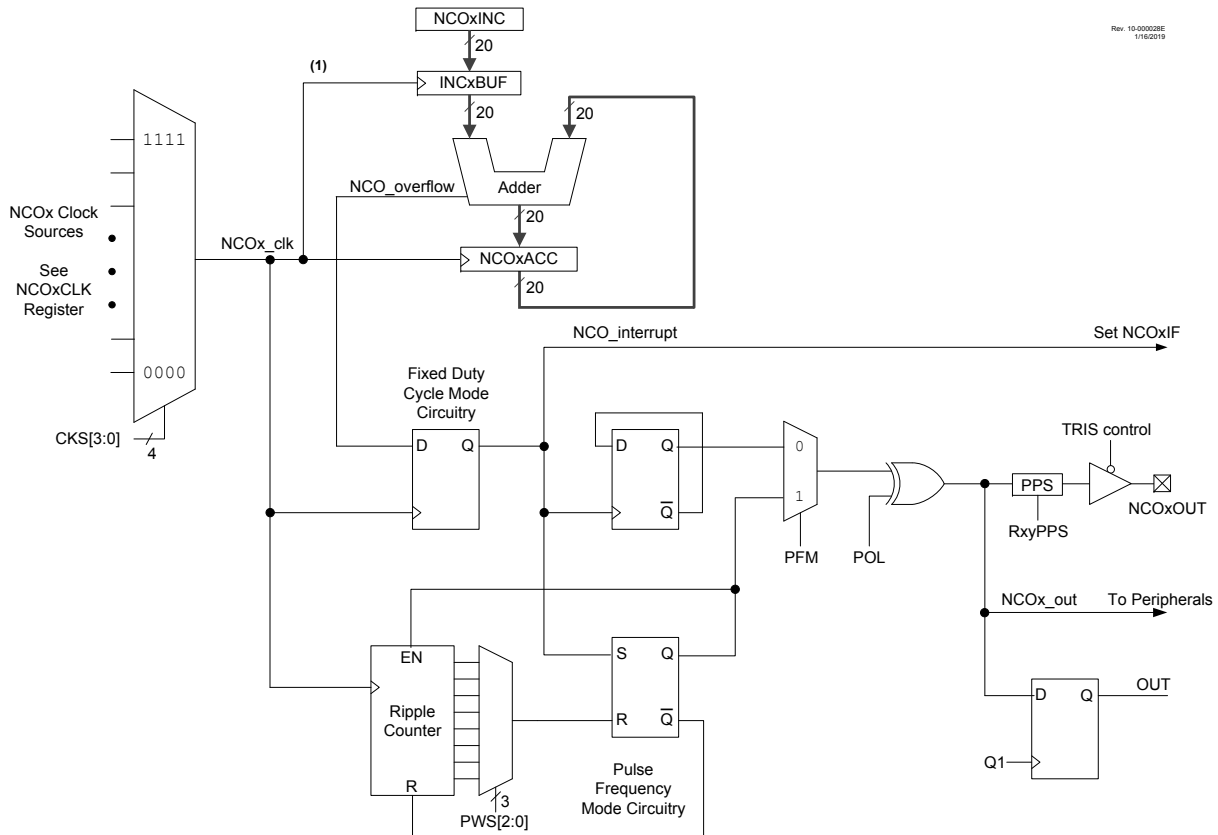 Rev. 10-000028E
1/16/2019
NCOxINC
20
(1)
INCxBUF
20
20
1111
NCO_overflow
Adder
20
NCOx Clock
Sources
See
NCOxCLK
Register
NCOx_clk
NCOxACC
20
NCO_interrupt
Set NCOxIF
0000
Fixed Duty
Cycle Mode
Circuitry
CKS[3:0]
4
D Q
D Q
Q
0
1
TRIS control
PPS
RxyPPS
NCOxOUT
PFM
POL
NCOx_out
To Peripherals
EN
Ripple
Counter
R
S Q
R Q
D Q
OUT
Q1
3
PWS[2:0]
Pulse
Frequency
Mode Circuitry